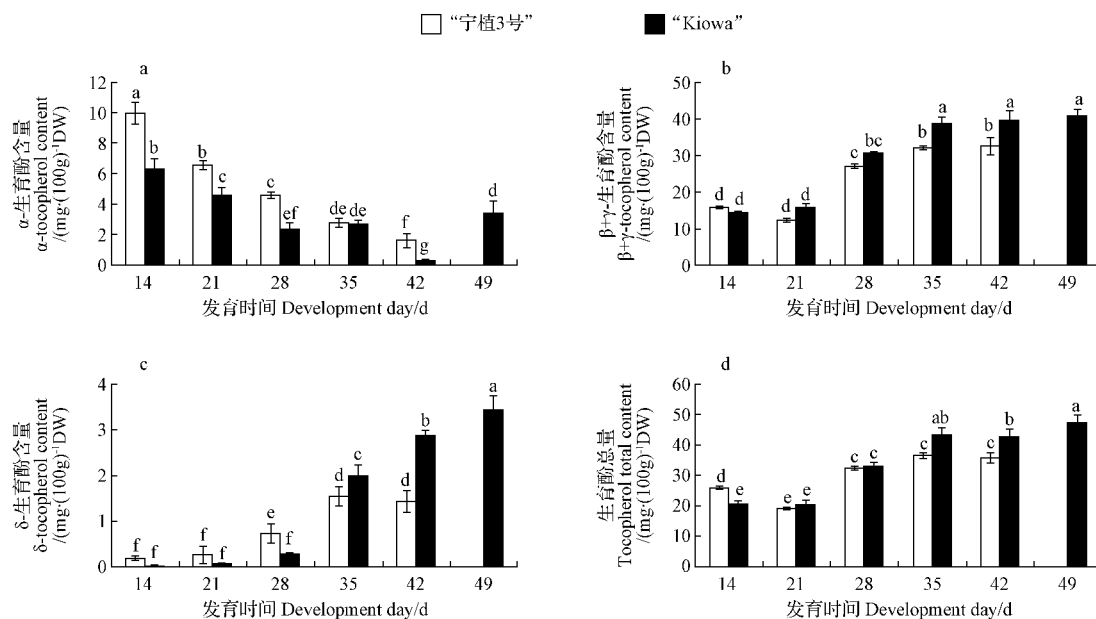 “宁植3号” “Kiowa”
a
α-生育酚含量
α-tocopherol content
/(mg·(100g)⁻¹DW)
12
10
8
6
4
2
0
a b b c c ef de de f g d
14 21 28 35 42 49
发育时间 Development day/d
b
β+γ-生育酚含量
β+γ-tocopherol content
/(mg·(100g)⁻¹DW)
50
40
30
20
10
0
d d d d c bc b a b a a
14 21 28 35 42 49
发育时间 Development day/d
c
δ-生育酚含量
δ-tocopherol content
/(mg·(100g)⁻¹DW)
4
3
2
1
0
f f f f e f d c d b a
14 21 28 35 42 49
发育时间 Development day/d
d
生育酚总量
Tocopherol total content
/(mg·(100g)⁻¹DW)
60
50
40
30
20
10
0
d e e e c c c ab c b a
14 21 28 35 42 49
发育时间 Development day/d